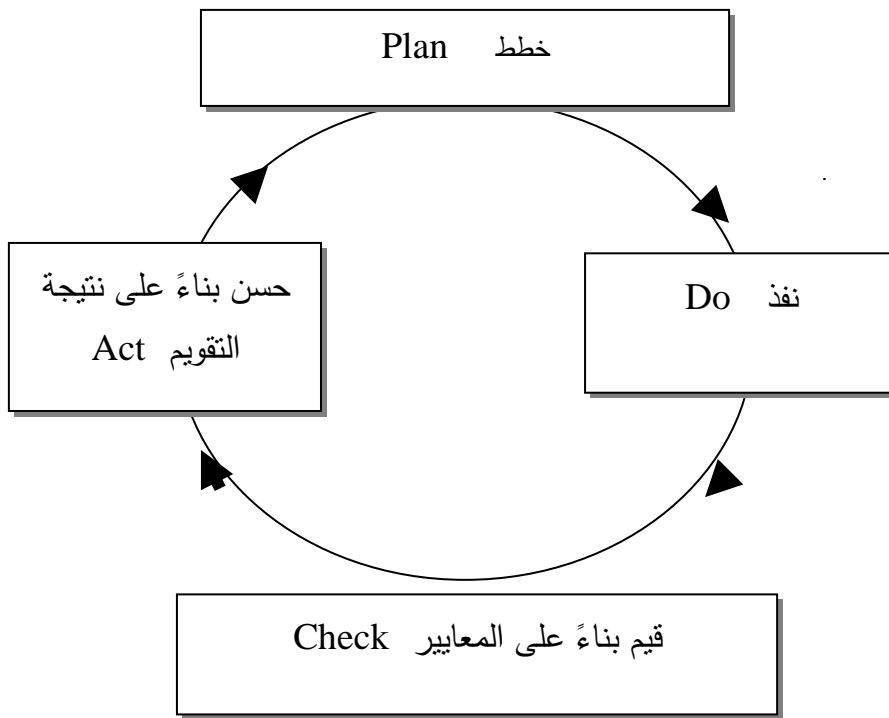 خطط Plan
نفذ Do
حسن بناءً على نتيجة
التقويم Act
قيم بناءً على المعايير Check